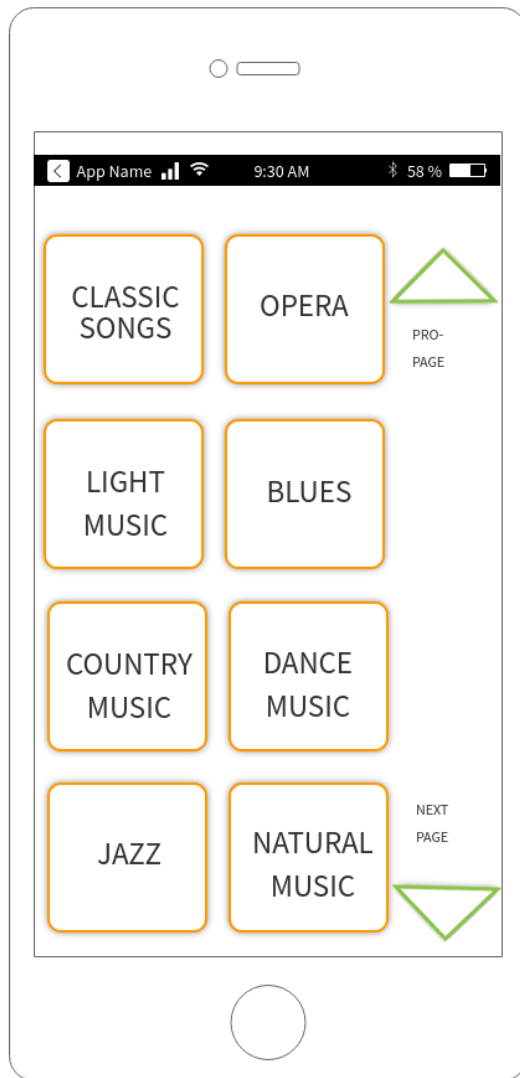 App Name 9:30 AM 58 %
CLASSIC
SONGS
OPERA
PRO-
PAGE
LIGHT
MUSIC
BLUES
COUNTRY
MUSIC
DANCE
MUSIC
JAZZ
NATURAL
MUSIC
NEXT
PAGE